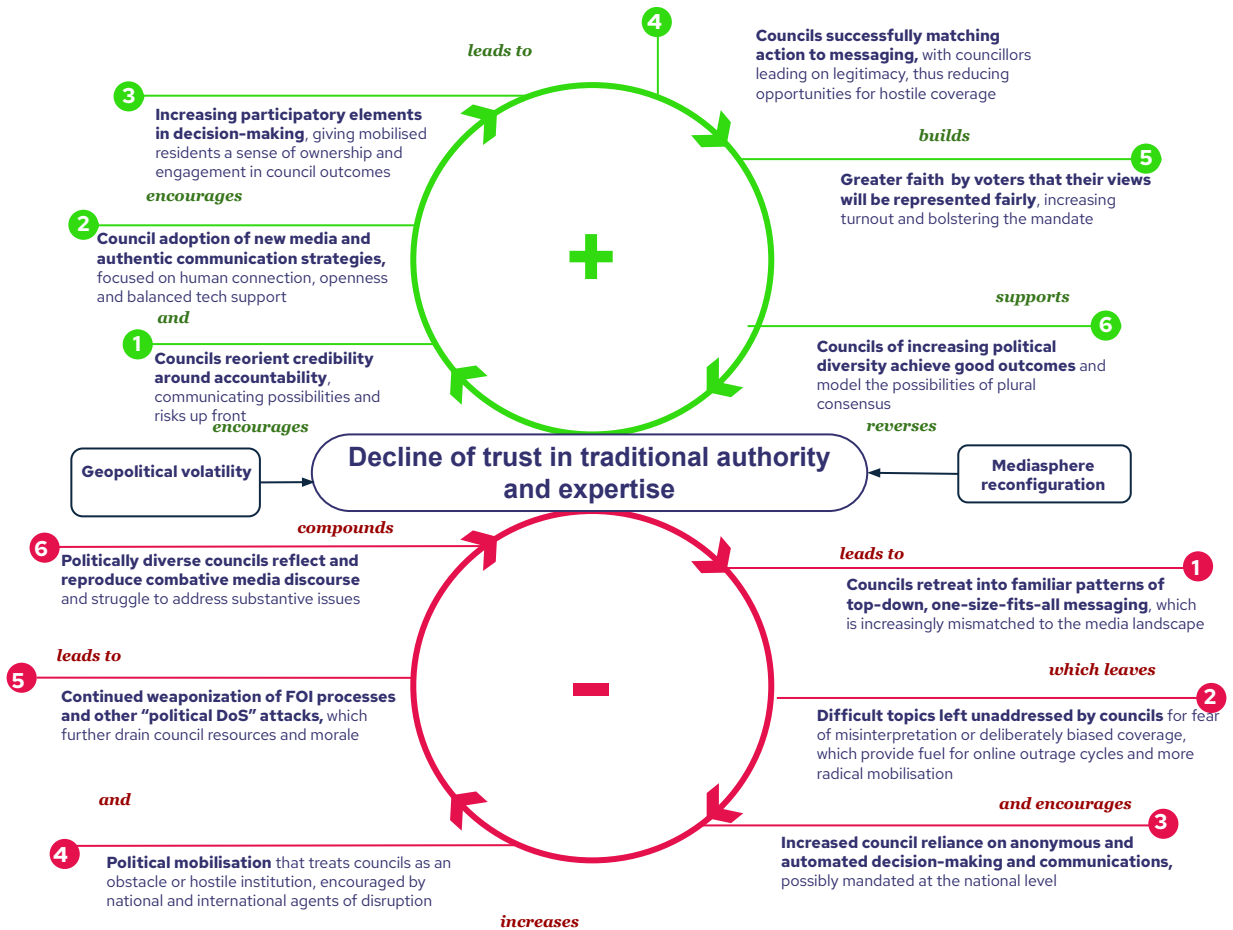 4
Councils successfully matching
action to messaging, with councillors
leading on legitimacy, thus reducing
opportunities for hostile coverage
leads to
3
Increasing participatory elements
in decision-making, giving mobilised
residents a sense of ownership and
engagement in council outcomes
builds
5
Greater faith by voters that their views
will be represented fairly, increasing
turnout and bolstering the mandate
encourages
2
Council adoption of new media and
authentic communication strategies,
focused on human connection, openness
and balanced tech support
+
supports
6
Councils of increasing political
diversity achieve good outcomes and
model the possibilities of plural
consensus
and
1
Councils reorient credibility
around accountability,
communicating possibilities and
risks up front
encourages
reverses
Geopolitical volatility
Decline of trust in traditional authority
and expertise
Mediasphere
reconfiguration
compounds
6
Politically diverse councils reflect and
reproduce combative media discourse
and struggle to address substantive issues
leads to
1
Councils retreat into familiar patterns of
top-down, one-size-fits-all messaging, which
is increasingly mismatched to the media landscape
leads to
5
Continued weaponization of FOI processes
and other “political DoS” attacks, which
further drain council resources and morale
-
which leaves
2
Difficult topics left unaddressed by councils for fear
of misinterpretation or deliberately biased coverage,
which provide fuel for online outrage cycles and more
radical mobilisation
and
4
Political mobilisation that treats councils as an
obstacle or hostile institution, encouraged by
national and international agents of disruption
and encourages
3
Increased council reliance on anonymous and
automated decision-making and communications,
possibly mandated at the national level
increases